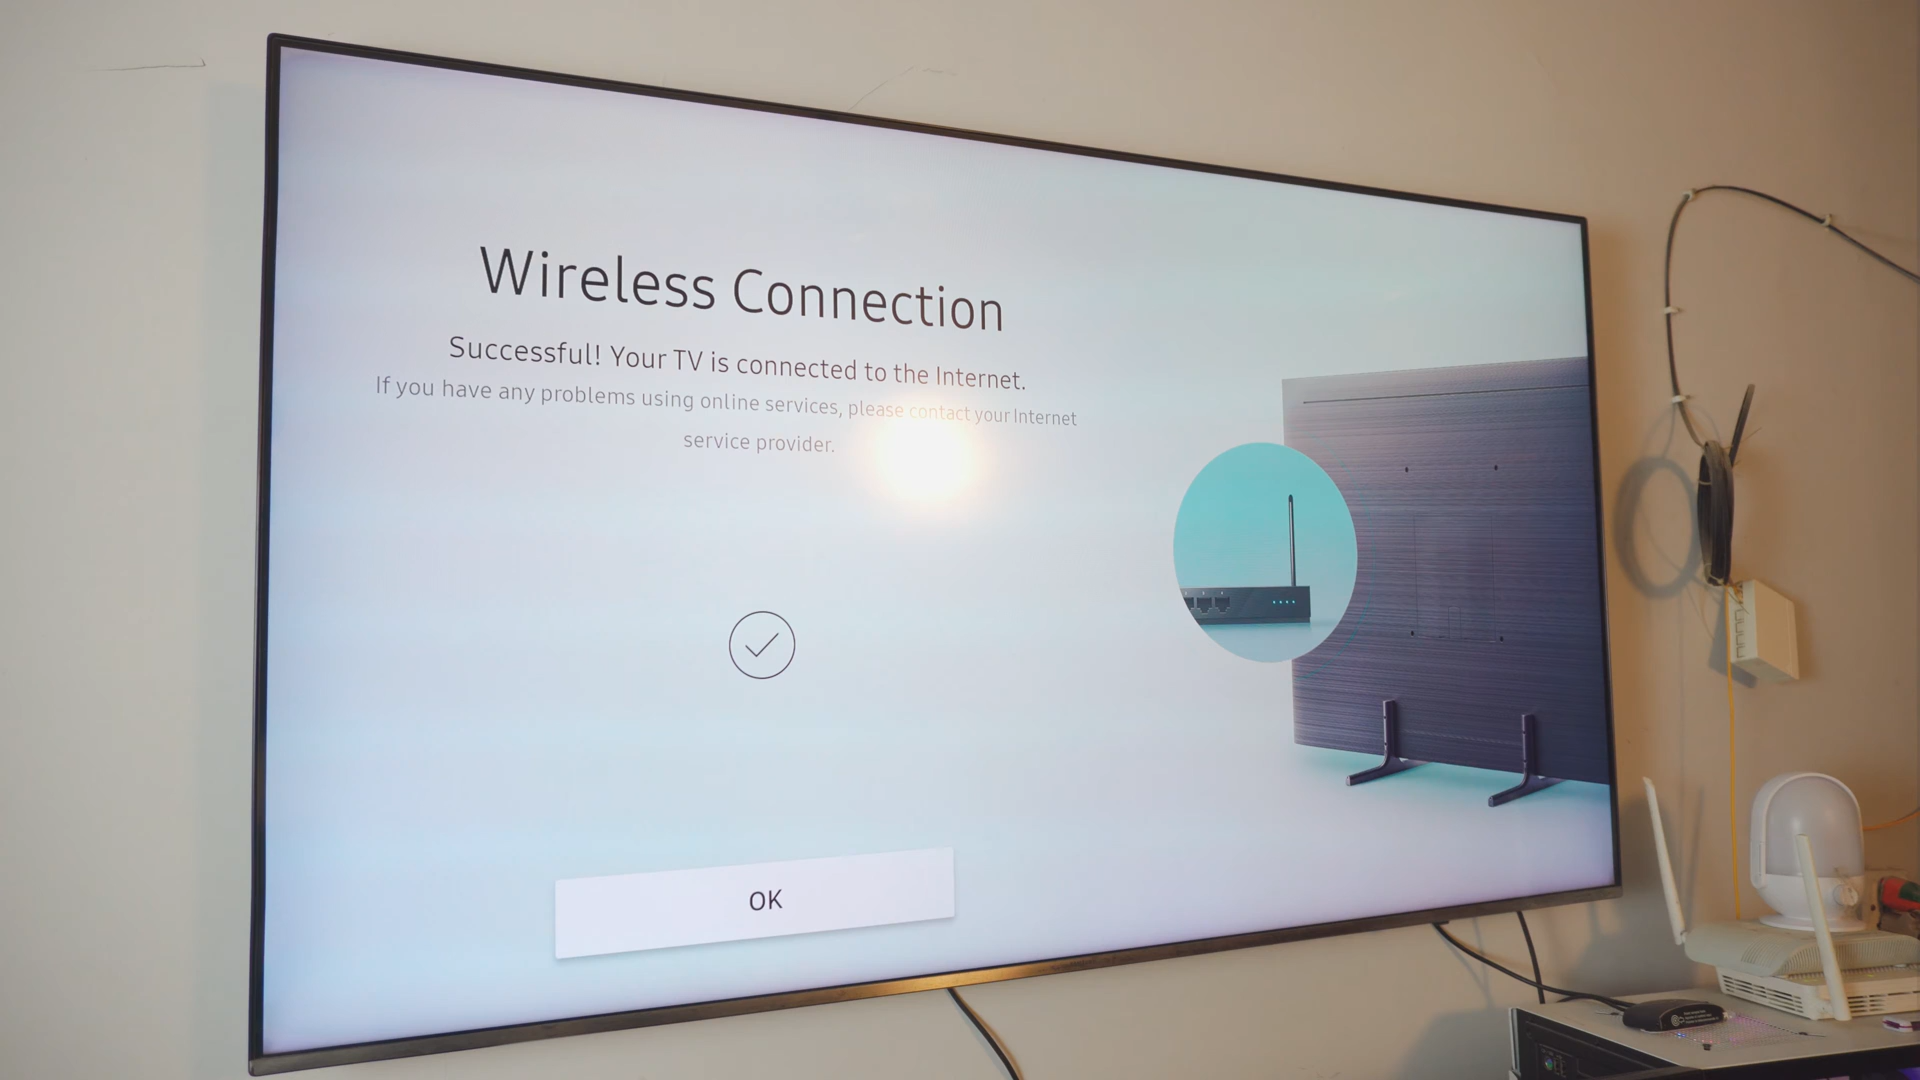 Wireless Connection
Successful! Your TV is connected to the Internet.
If you have any problems using online services, please contact your Internet
service provider.
OK